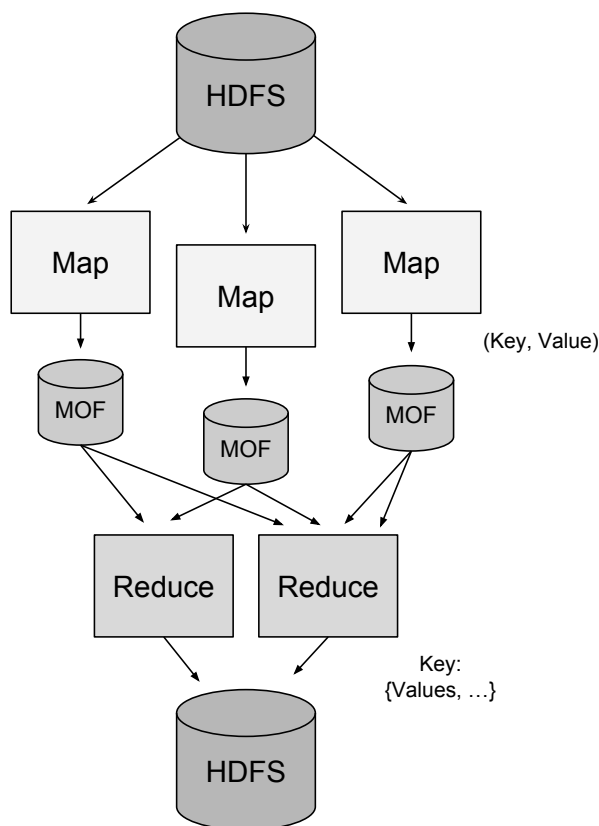 HDFS
Map
Map
Map
(Key, Value)
MOF
MOF
MOF
Reduce
Reduce
Key:
{Values, …}
HDFS